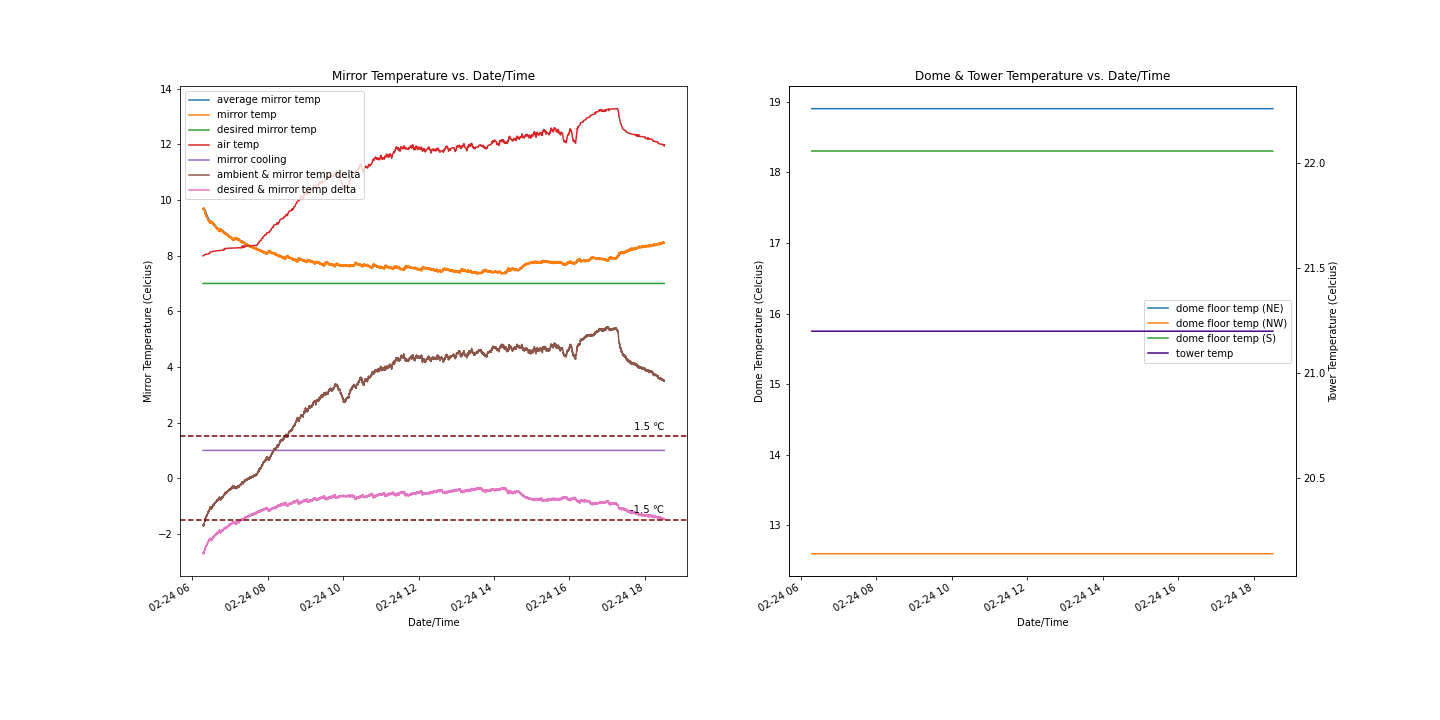 Mirror Temperature vs. Date/Time
14
12
10
8
6
4
2
0
−2
Mirror Temperature (Celcius)
average mirror temp
mirror temp
desired mirror temp
air temp
mirror cooling
ambient & mirror temp delta
desired & mirror temp delta
1.5 °C
-1.5 °C
02-24 06
02-24 08
02-24 10
02-24 12
02-24 14
02-24 16
02-24 18
Date/Time
Dome & Tower Temperature vs. Date/Time
19
18
17
16
15
14
13
Dome Temperature (Celcius)
dome floor temp (NE)
dome floor temp (NW)
dome floor temp (S)
tower temp
22.0
21.5
21.0
20.5
Tower Temperature (Celcius)
02-24 06
02-24 08
02-24 10
02-24 12
02-24 14
02-24 16
02-24 18
Date/Time